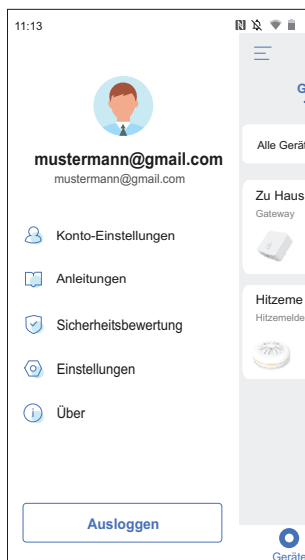 11:13
mustermann@gmail.com
mustermann@gmail.com
Konto-Einstellungen
Anleitungen
Sicherheitsbewertung
Einstellungen
Über
Ausloggen
G
Alle Gerä
Zu Haus
Gateway
Hitzeme
Hitzemelde
Geräte